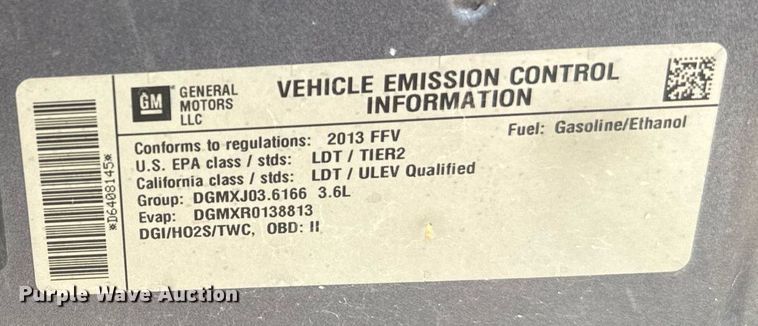 GM
GENERAL
MOTORS
LLC
VEHICLE EMISSION CONTROL
INFORMATION
Conforms to regulations: 2013 FFV
Fuel: Gasoline/Ethanol
U.S. EPA class / stds: LDT / TIER2
California class / stds: LDT / ULEV Qualified
Group: DGMXJ03.6166 3.6L
Evap: DGMXR0138813
DGI/HO2S/TWC, OBD: II
*D6408145*
Purple Wave Auction